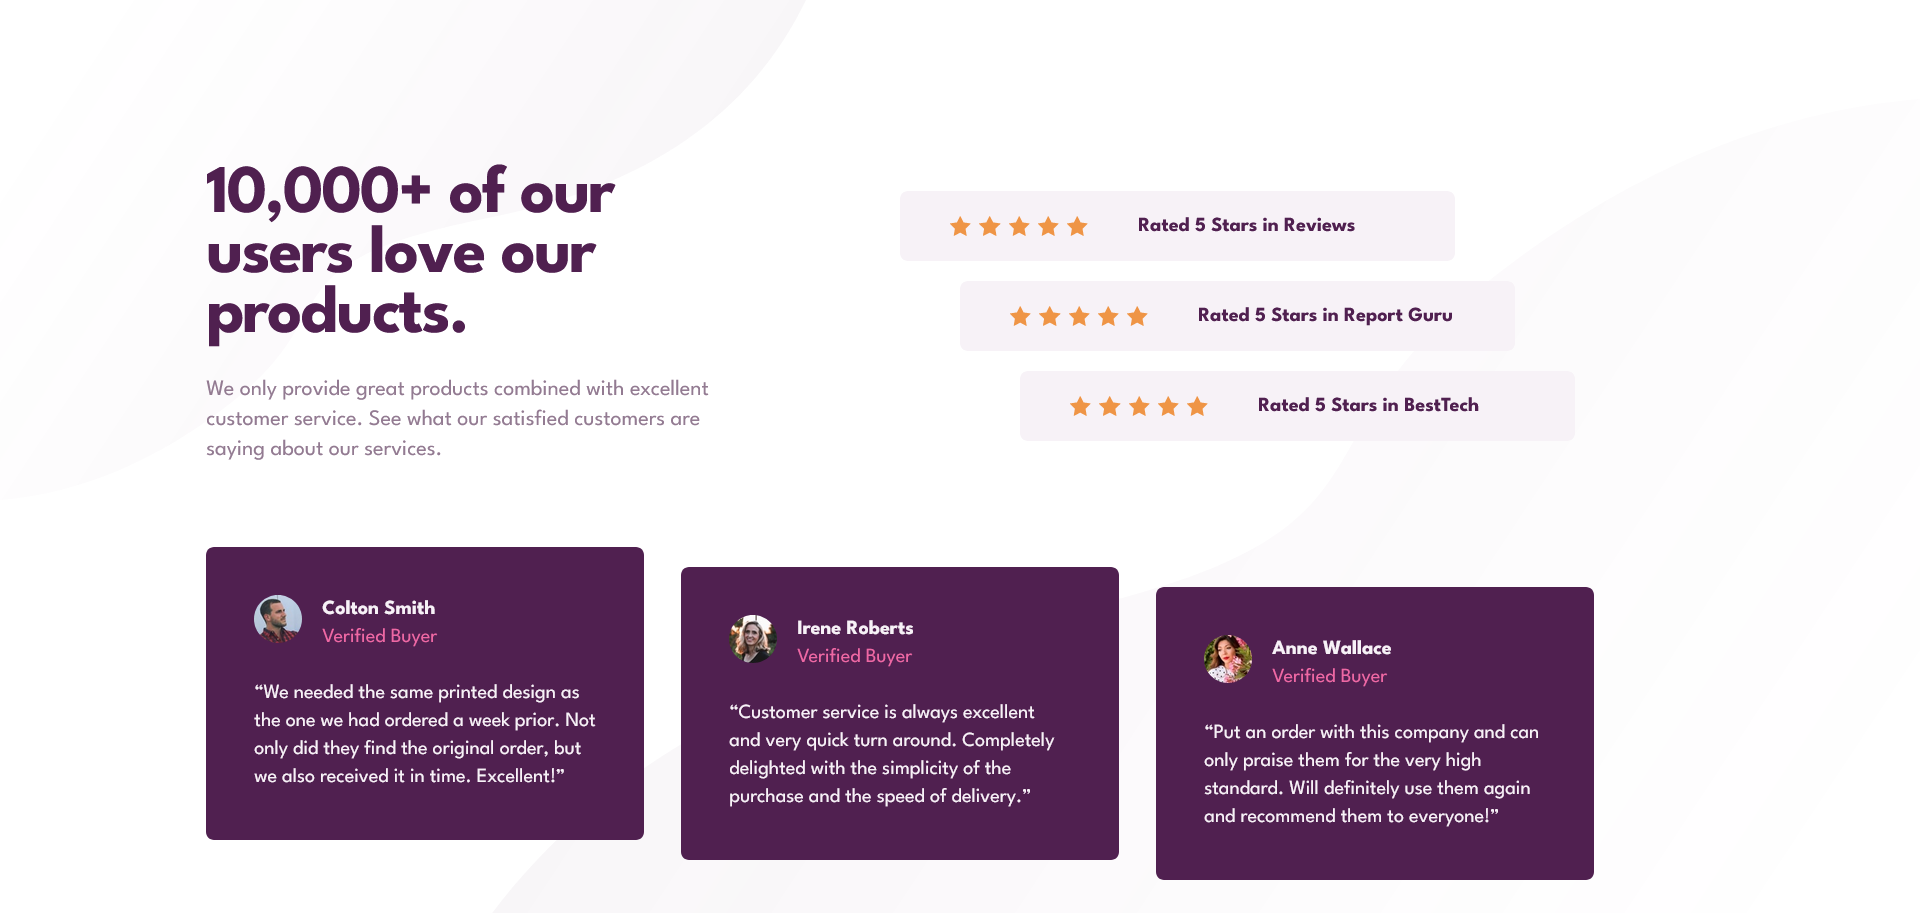 10,000+ of our
users love our
products.
We only provide great products combined with excellent
customer service. See what our satisfied customers are
saying about our services.
Rated 5 Stars in Reviews
Rated 5 Stars in Report Guru
Rated 5 Stars in BestTech
Colton Smith
Verified Buyer
“We needed the same printed design as
the one we had ordered a week prior. Not
only did they find the original order, but
we also received it in time. Excellent!”
Irene Roberts
Verified Buyer
“Customer service is always excellent
and very quick turn around. Completely
delighted with the simplicity of the
purchase and the speed of delivery.”
Anne Wallace
Verified Buyer
“Put an order with this company and can
only praise them for the very high
standard. Will definitely use them again
and recommend them to everyone!”